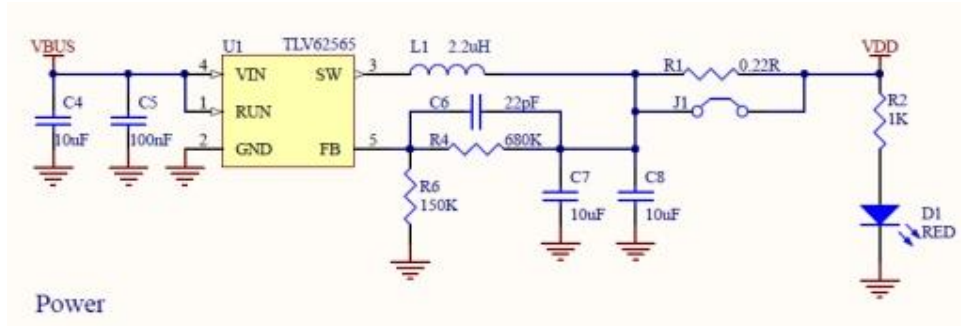 VBUS
U1 TLV62565
L1 2.2uH
VDD
4 VIN SW 3
R1 0.22R
1 RUN
J1
C4
10uF
C5
100nF
C6 22pF
R2
1K
2 GND FB 5
R4 680K
R6
150K
C7
10uF
C8
10uF
D1
RED
Power